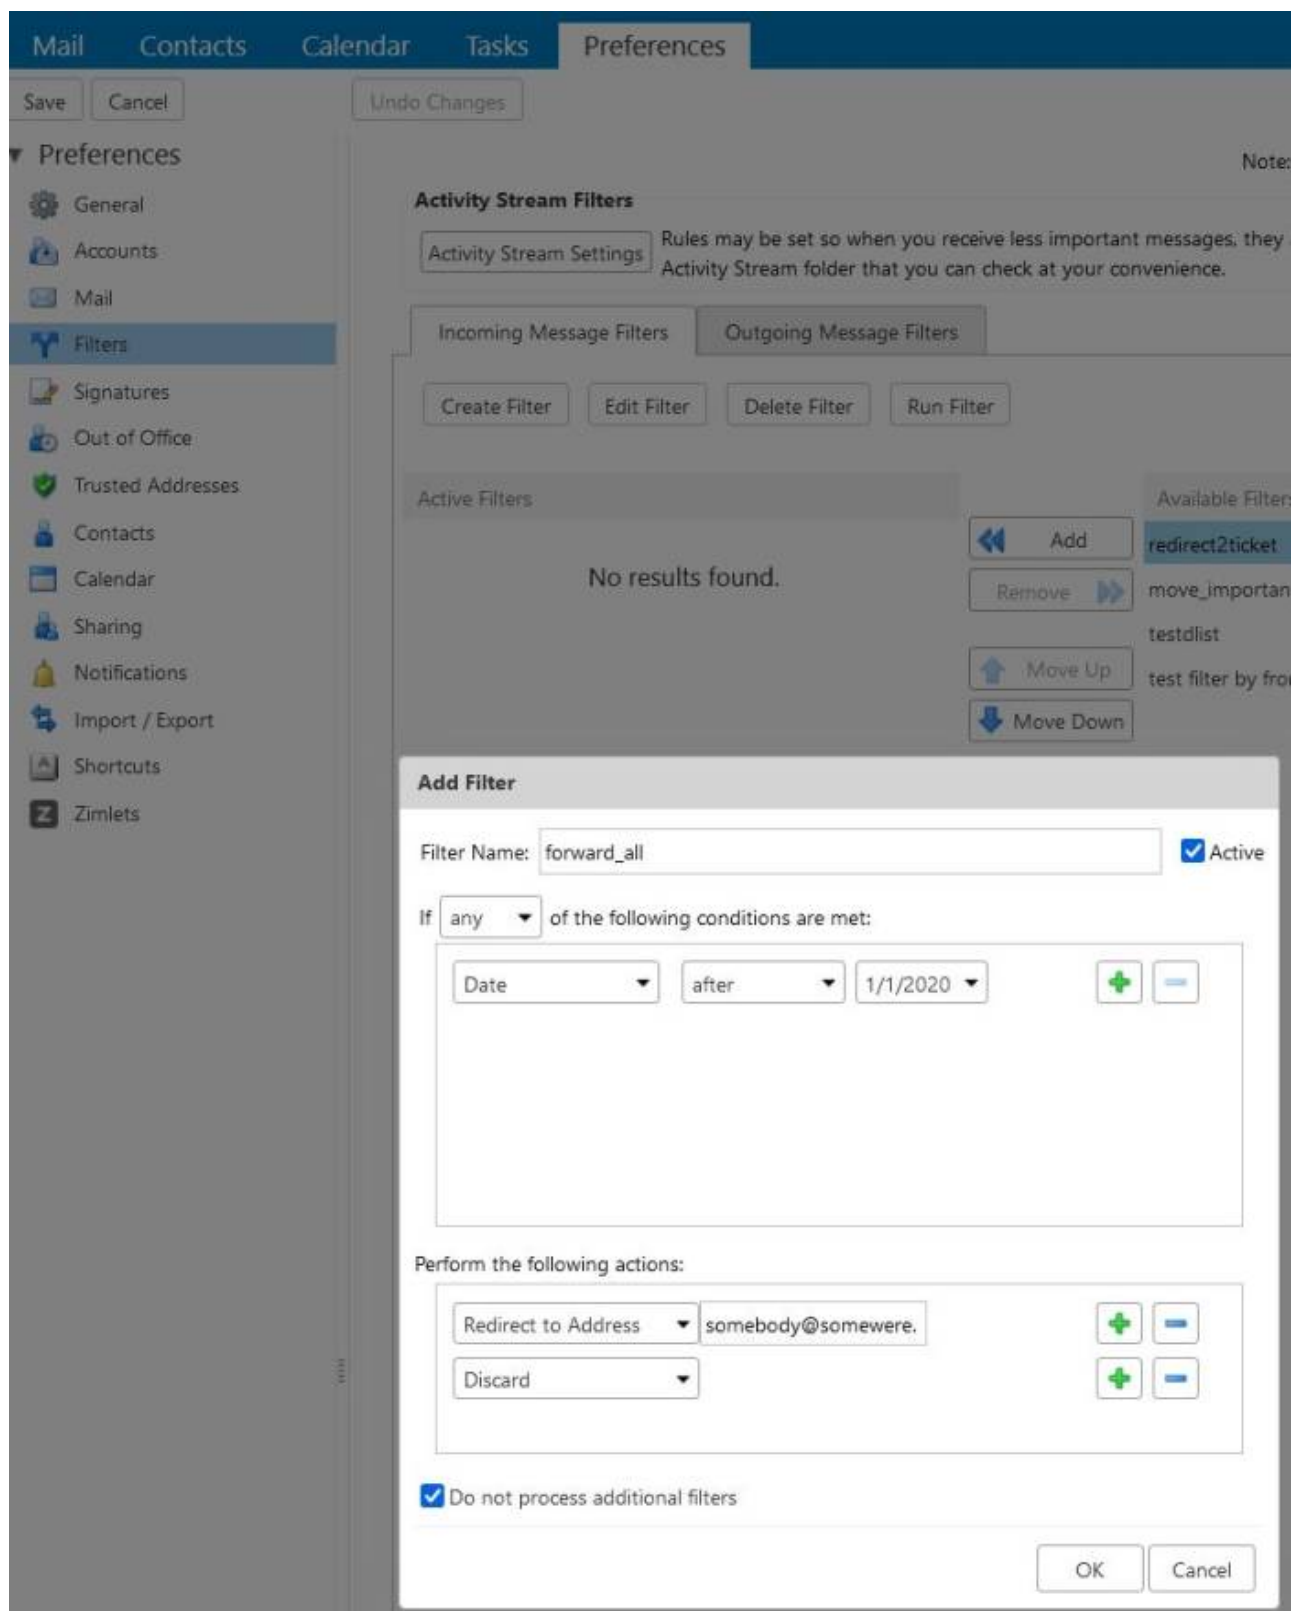 Mail Contacts Calendar Tasks Preferences
Save Cancel Undo Changes
Preferences
General
Accounts
Mail
Filters
Signatures
Out of Office
Trusted Addresses
Contacts
Calendar
Sharing
Notifications
Import / Export
Shortcuts
Z Zimlets
Note:
Activity Stream Filters
Activity Stream Settings
Rules may be set so when you receive less important messages, they
Activity Stream folder that you can check at your convenience.
Incoming Message Filters Outgoing Message Filters
Create Filter Edit Filter Delete Filter Run Filter
Active Filters
No results found.
Add
Remove
Move Up
Move Down
Available Filters
redirect2ticket
move_importan
testdlist
test filter by fro
Add Filter
Filter Name: forward_all Active
If any of the following conditions are met:
Date after 1/1/2020
Perform the following actions:
Redirect to Address somebody@somewere.
Discard
Do not process additional filters
OK Cancel